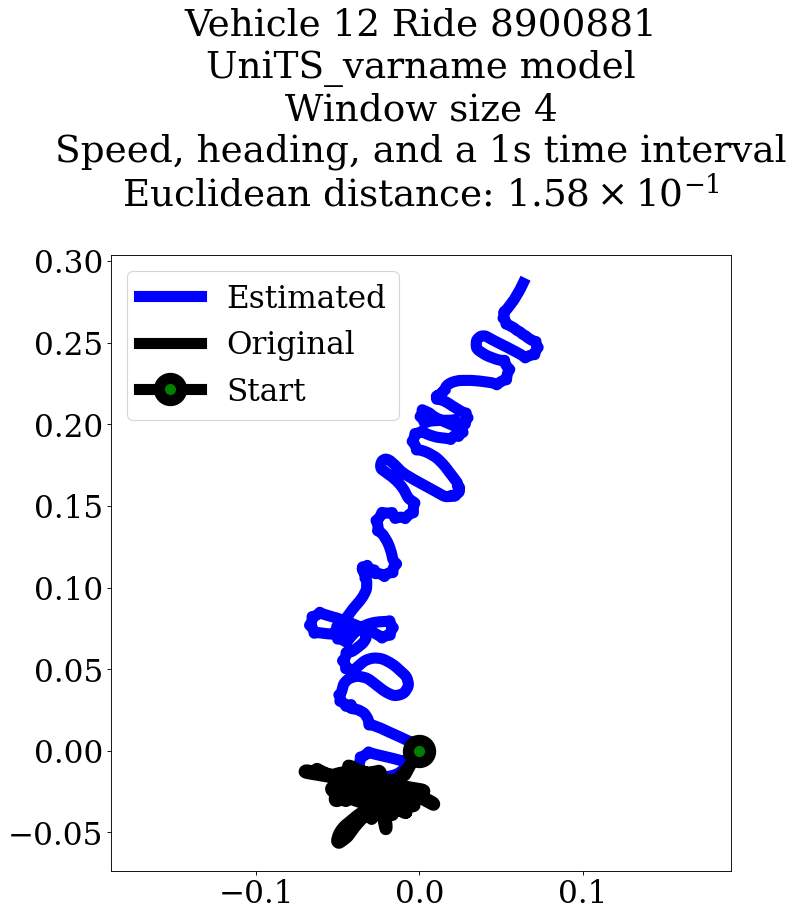 Vehicle 12 Ride 8900881
UniTS_varname model
Window size 4
Speed, heading, and a 1s time interval
Euclidean distance: 1.58 × 10⁻¹
0.30
0.25
0.20
0.15
0.10
0.05
0.00
−0.05
Estimated
Original
Start
−0.1
0.0
0.1